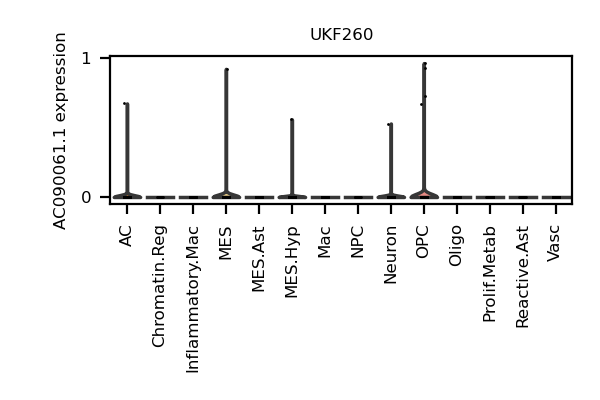 UKF260
AC090061.1 expression
1
0
AC
Chromatin.Reg
Inflammatory.Mac
MES
MES.Ast
MES.Hyp
Mac
NPC
Neuron
OPC
Oligo
Prolif.Metab
Reactive.Ast
Vasc